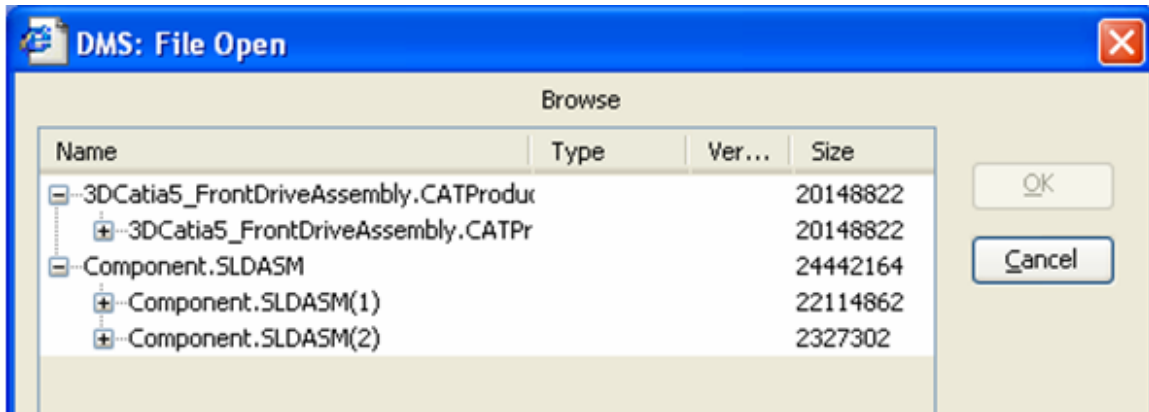 DMS: File Open
Browse
Name Type Ver... Size
3DCatia5_FrontDriveAssembly.CATProduc 20148822
3DCatia5_FrontDriveAssembly.CATPr 20148822
Component.SLDASM 24442164
Component.SLDASM(1) 22114862
Component.SLDASM(2) 2327302
OK
Cancel